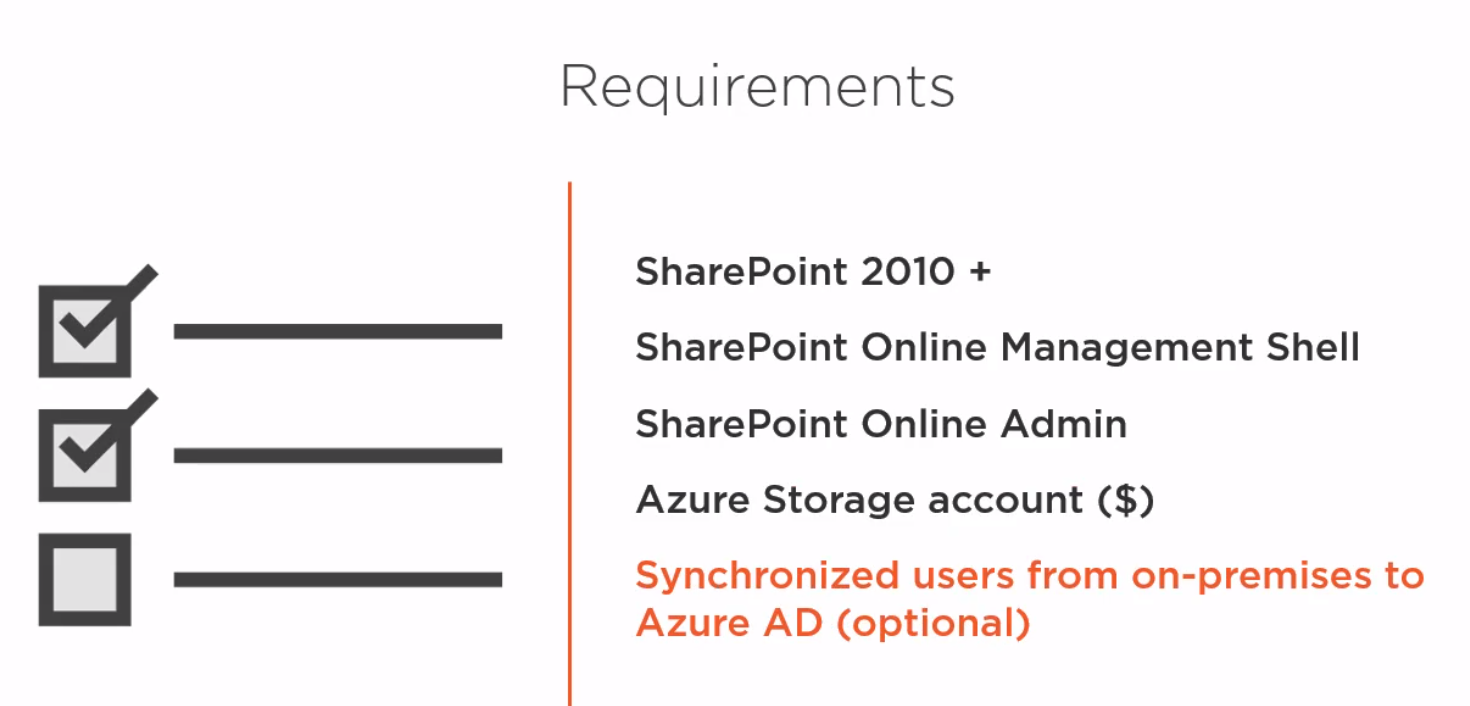 Requirements
SharePoint 2010 +
SharePoint Online Management Shell
SharePoint Online Admin
Azure Storage account ($)
Synchronized users from on-premises to
Azure AD (optional)